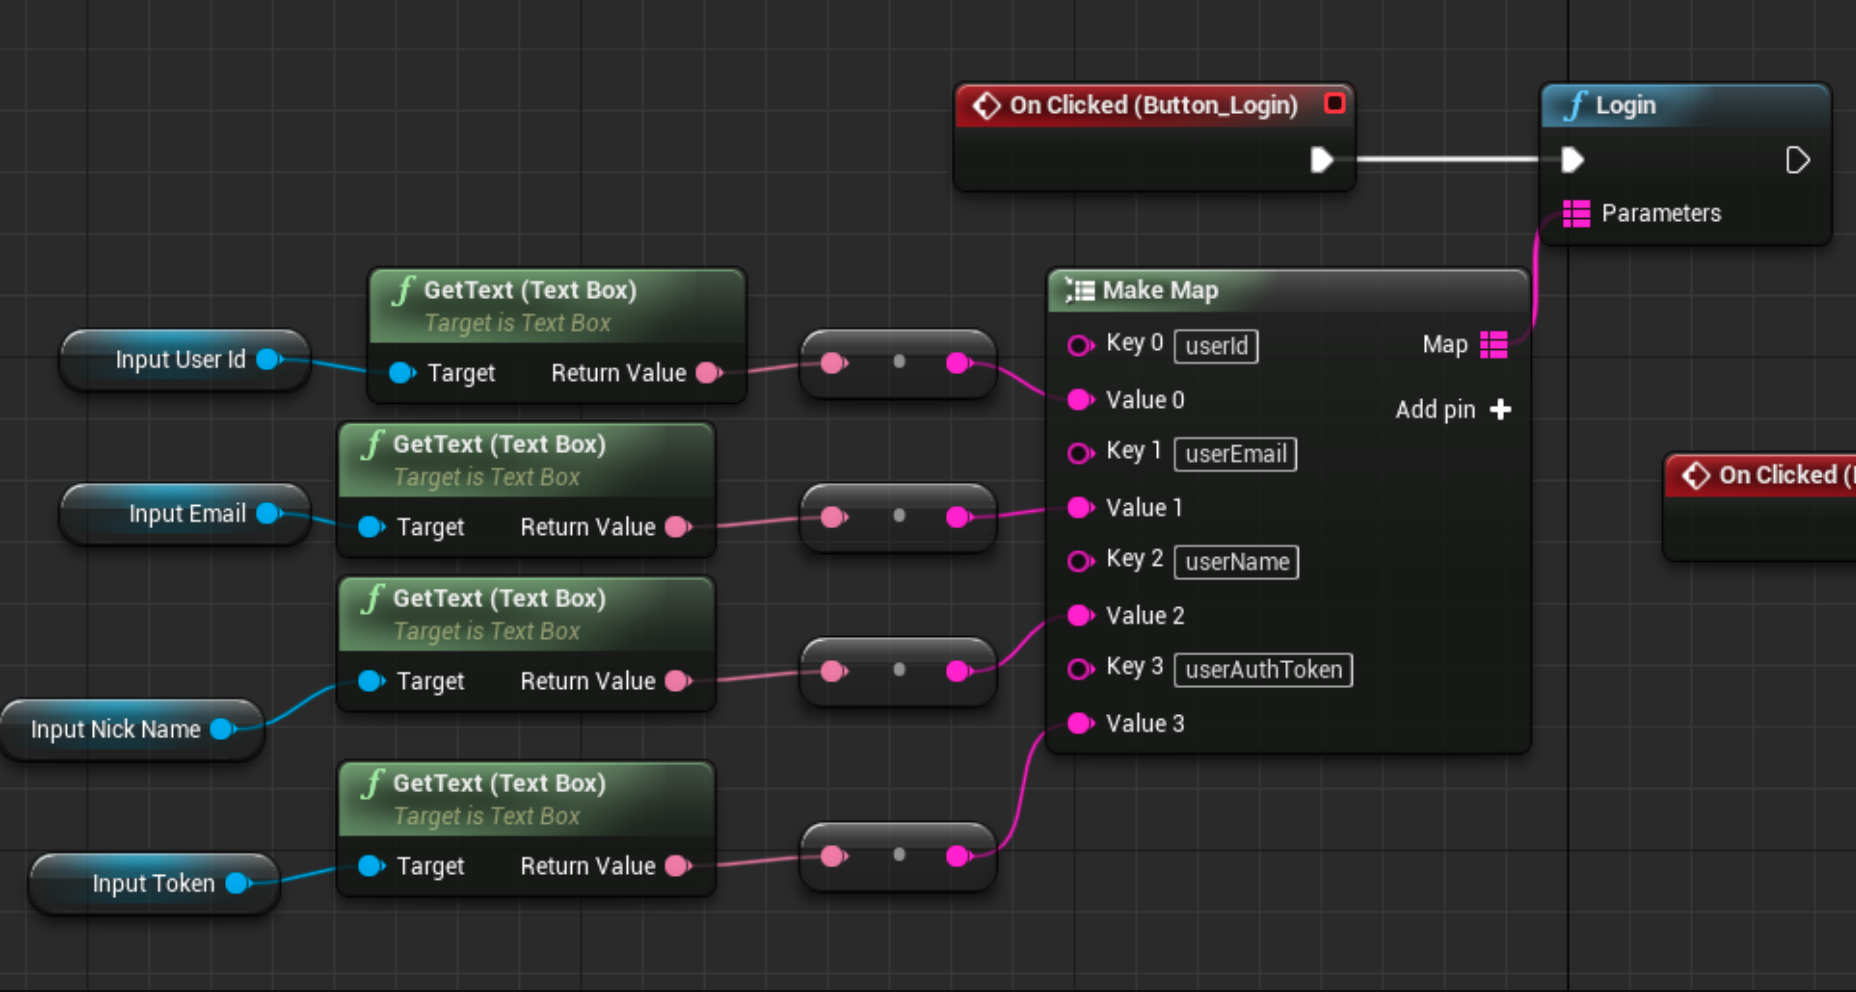 On Clicked (Button_Login)
Login
Parameters
GetText (Text Box)
Target is Text Box
Input User Id
Target
Return Value
Make Map
Key 0
userId
Map
Value 0
Add pin
Key 1
userEmail
Value 1
Key 2
userName
Value 2
Key 3
userAuthToken
Value 3
GetText (Text Box)
Target is Text Box
Input Email
Target
Return Value
On Clicked (
GetText (Text Box)
Target is Text Box
Target
Return Value
Input Nick Name
GetText (Text Box)
Target is Text Box
Target
Return Value
Input Token